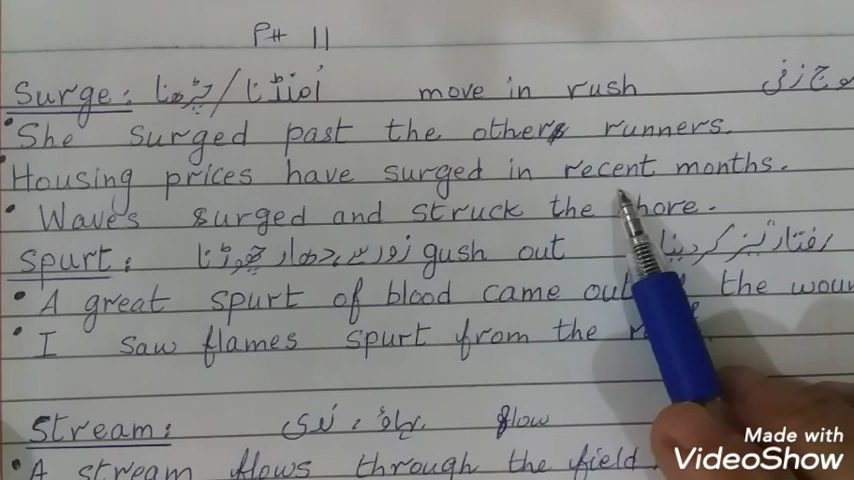 Pt 11
Surge: بڑھنا / اُمنڈنا move in rush موج زنی
• She surged past the others runners.
• Housing prices have surged in recent months.
• Waves surged and struck the shore.
Spurt: زور سے دھار چھوڑنا gush out رفتار تیز کر دینا
• A great spurt of blood came out the wou
• I saw flames spurt from the
Stream: بہاؤ، ندی flow
• A stream flows through the field.
Made with
VideoShow